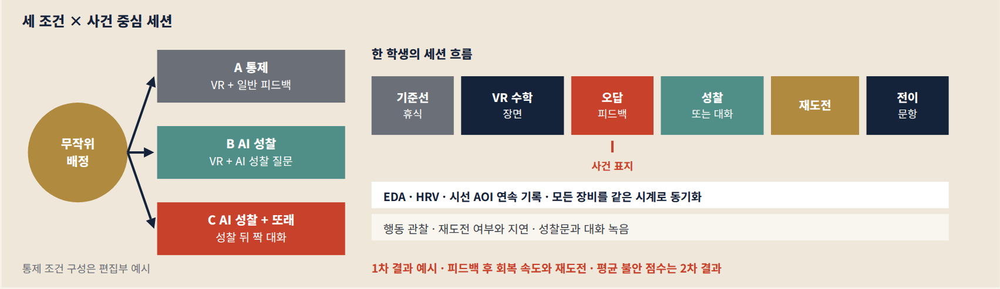 세 조건 × 사건 중심 세션
무작위
배정
A 통제
VR + 일반 피드백
B AI 성찰
VR + AI 성찰 질문
C AI 성찰 + 또래
성찰 뒤 짝 대화
통제 조건 구성은 편집부 예시
한 학생의 세션 흐름
기준선
휴식
VR 수학
장면
오답
피드백
성찰
또는 대화
재도전
전이
문항
사건 표지
EDA · HRV · 시선 AOI 연속 기록 · 모든 장비를 같은 시계로 동기화
행동 관찰 · 재도전 여부와 지연 · 성찰문과 대화 녹음
1차 결과 예시 · 피드백 후 회복 속도와 재도전 · 평균 불안 점수는 2차 결과